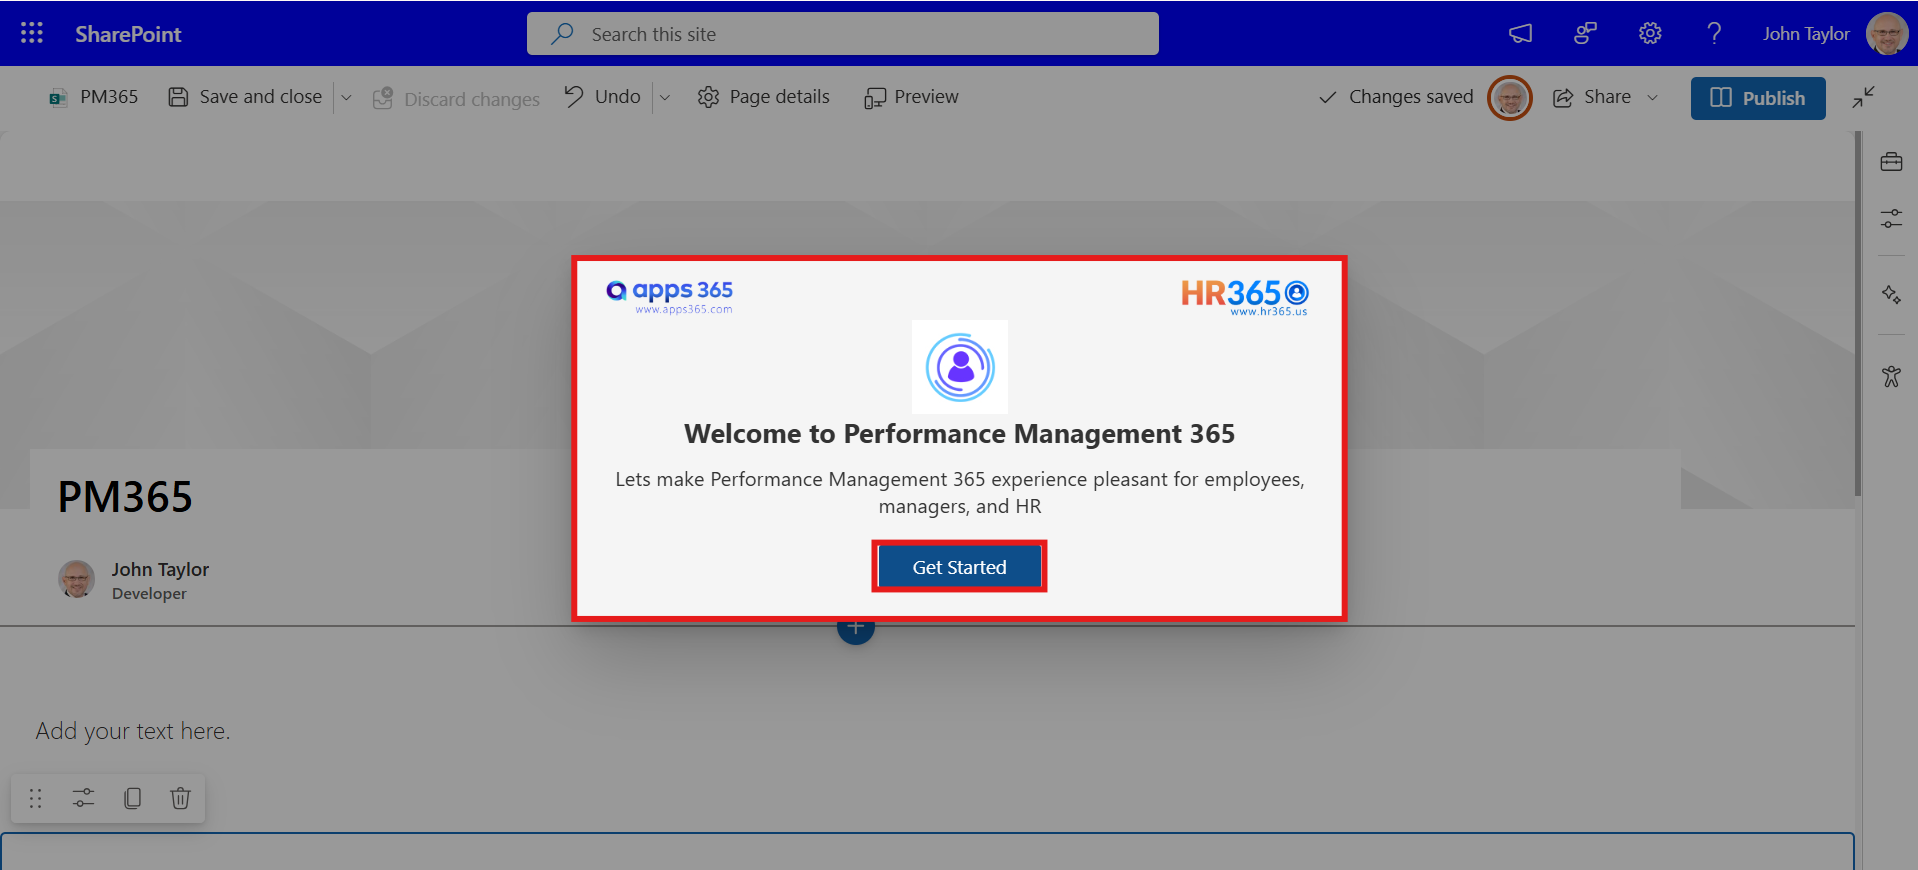 SharePoint
Search this site
John Taylor
PM365
Save and close
Discard changes
Undo
Page details
Preview
Changes saved
Share
Publish
apps 365
www.apps365.com
HR365
www.hr365.us
Welcome to Performance Management 365
Lets make Performance Management 365 experience pleasant for employees,
managers, and HR
Get Started
PM365
John Taylor
Developer
Add your text here.